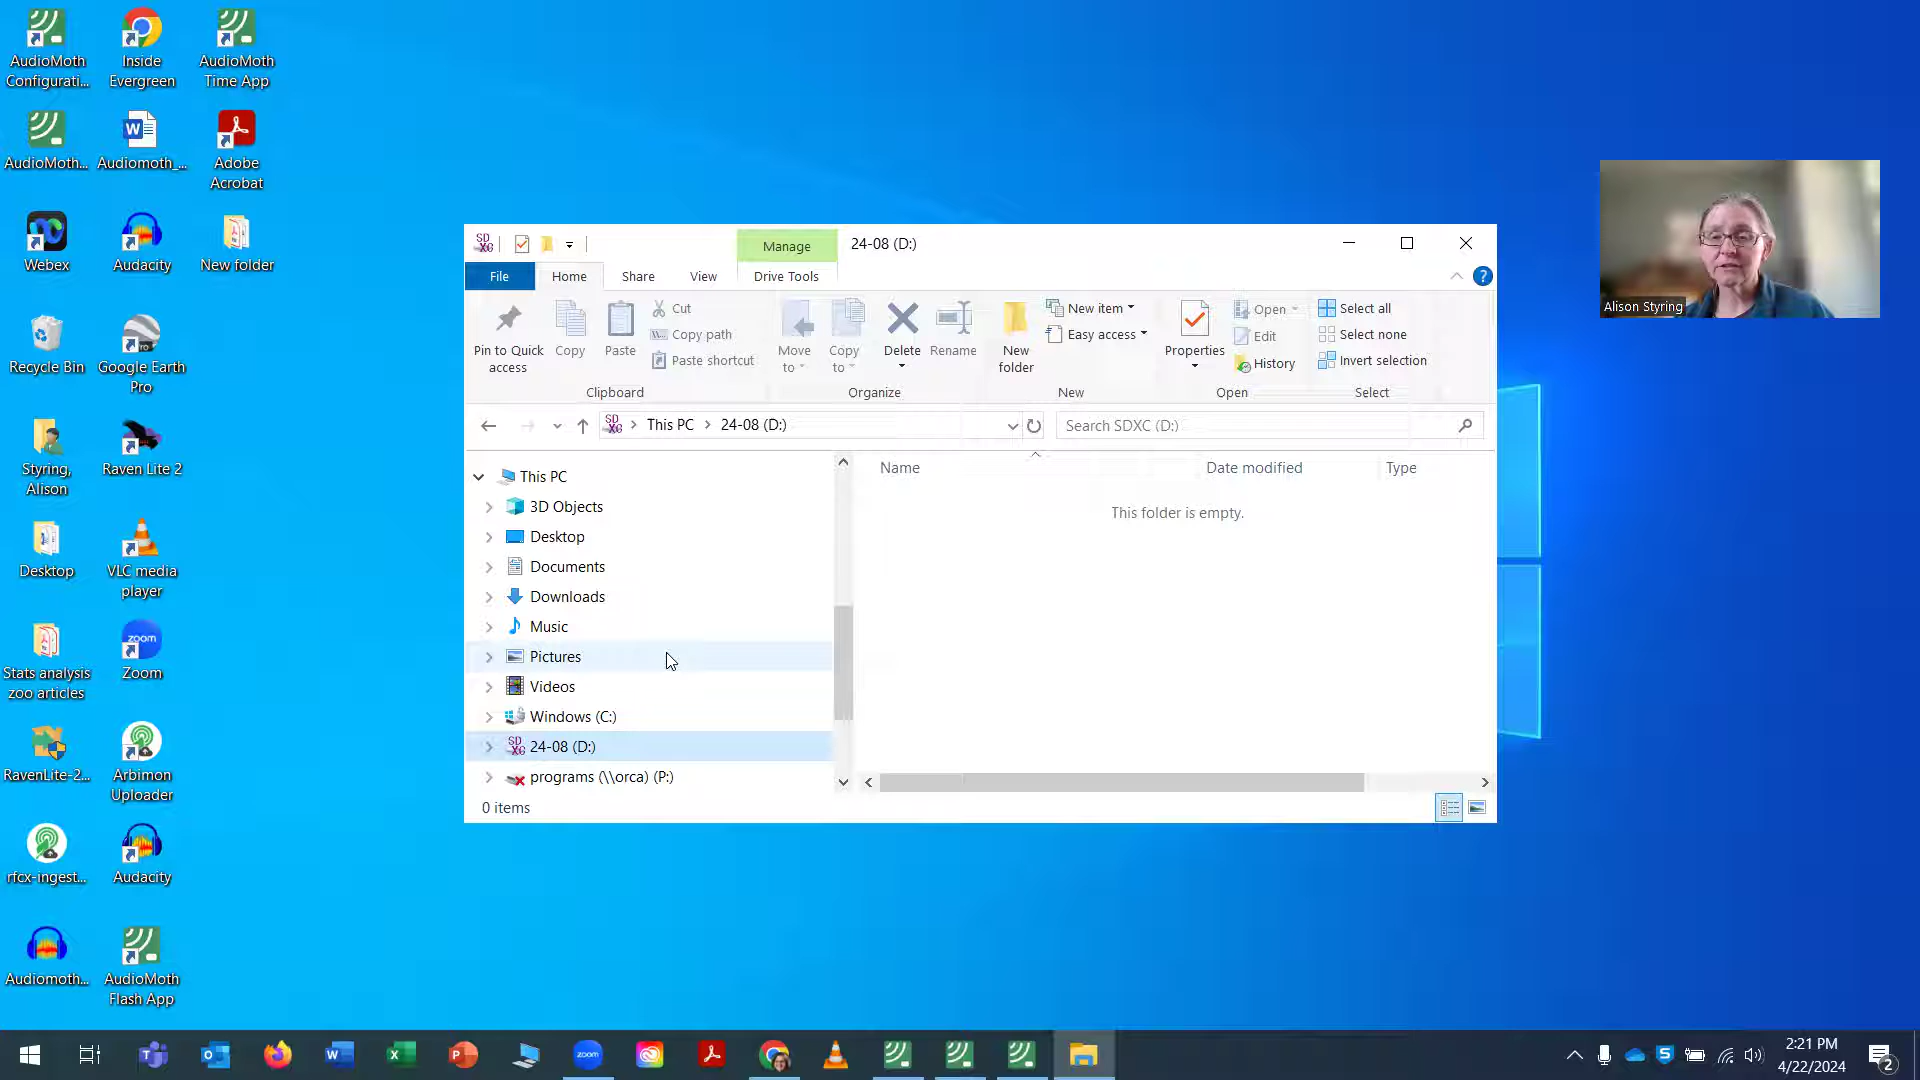 AudioMoth
Configurati...
Inside
Evergreen
AudioMoth
Time App
AudioMoth...
Audiomoth_...
Adobe
Acrobat
Webex
Audacity
New folder
Recycle Bin
Google Earth
Pro
Styring,
Alison
Raven Lite 2
Desktop
VLC media
player
Stats analysis
zoo articles
zoom
Zoom
RavenLite-2...
Arbimon
Uploader
rfcx-ingest...
Audacity
Audiomoth...
AudioMoth
Flash App
Manage
24-08 (D:)
File
Home
Share
View
Drive Tools
Pin to Quick
access
Copy
Paste
Cut
Copy path
Paste shortcut
Clipboard
Move
to
Copy
to
Delete
Rename
Organize
New
folder
New item
Easy access
New
Properties
Open
Edit
History
Open
Select all
Select none
Invert selection
Select
This PC
24-08 (D:)
Search SDXC (D:)
This PC
3D Objects
Desktop
Documents
Downloads
Music
Pictures
Videos
Windows (C:)
24-08 (D:)
programs (\\orca) (P:)
Name
Date modified
Type
This folder is empty.
0 items
Alison Styring
zoom
2:21 PM
4/22/2024
2